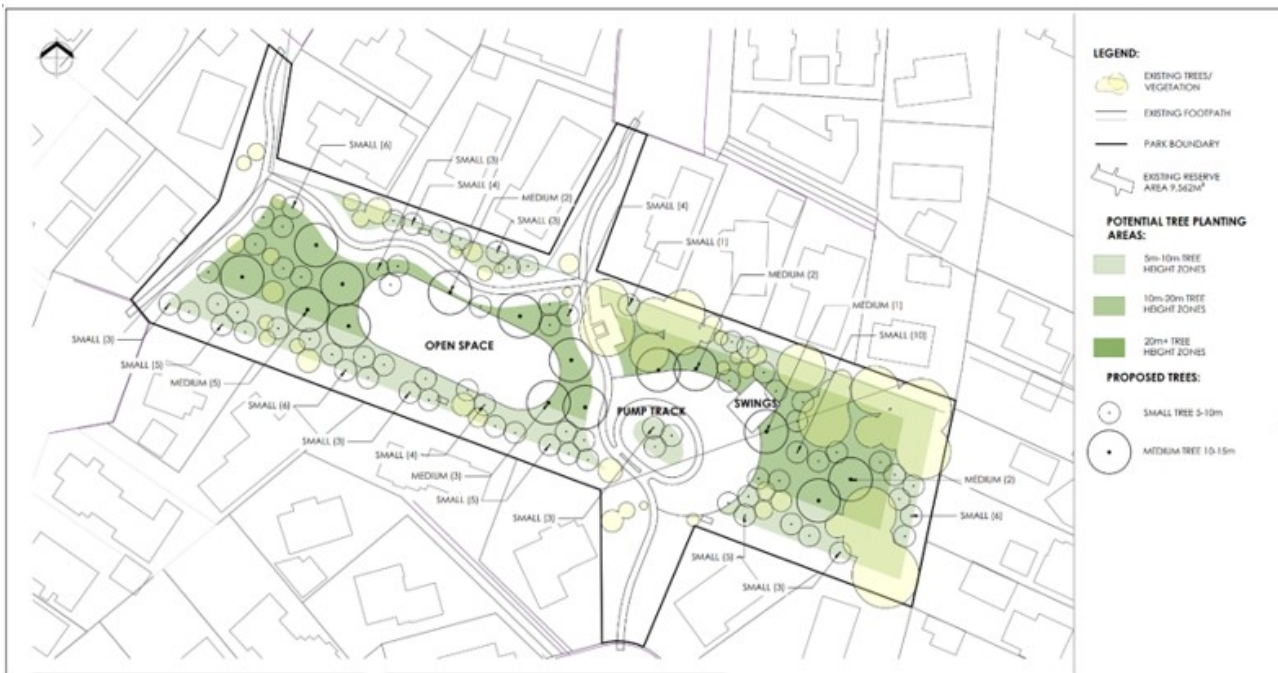 SMALL (6)
SMALL (3)
SMALL (4)
MEDIUM (2)
SMALL (3)
SMALL (4)
SMALL (1)
MEDIUM (2)
MEDIUM (1)
SMALL (10)
OPEN SPACE
SMALL (3)
SMALL (5)
MEDIUM (5)
SMALL (6)
SMALL (3)
SMALL (4)
MEDIUM (3)
SMALL (5)
SMALL (3)
PUMP TRACK
SWINGS
MEDIUM (2)
SMALL (6)
SMALL (5)
SMALL (3)
LEGEND:
EXISTING TREES/
VEGETATION
EXISTING FOOTPATH
PARK BOUNDARY
EXISTING RESERVE
AREA 9,562M²
POTENTIAL TREE PLANTING
AREAS:
5m-10m TREE
HEIGHT ZONES
10m-20m TREE
HEIGHT ZONES
20m+ TREE
HEIGHT ZONES
PROPOSED TREES:
SMALL TREE 5-10m
MEDIUM TREE 10-15m